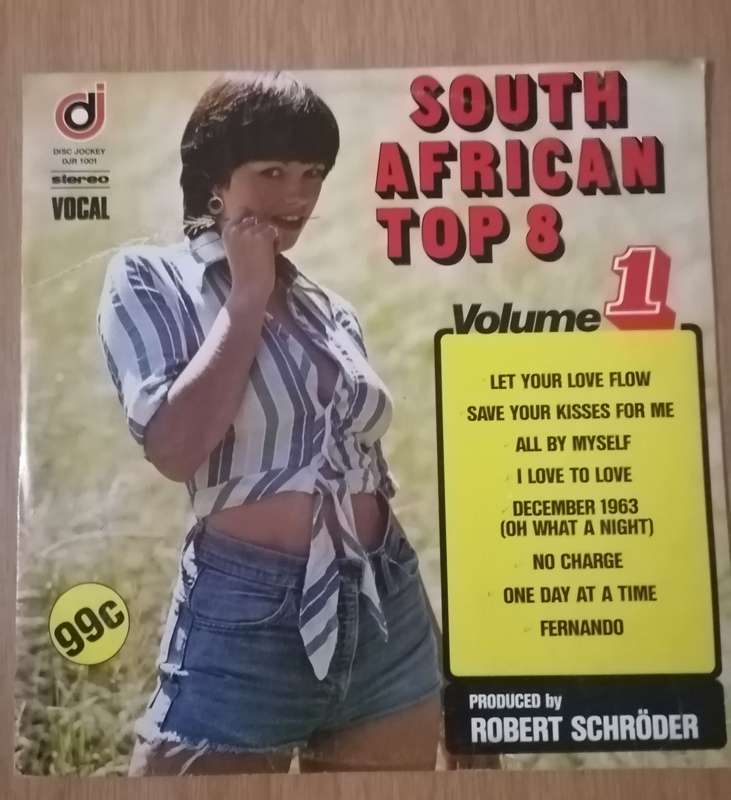 dj
DISC JOCKEY
DJR 1001
stereo
VOCAL
SOUTH
AFRICAN
TOP 8
Volume 1
LET YOUR LOVE FLOW
SAVE YOUR KISSES FOR ME
ALL BY MYSELF
I LOVE TO LOVE
DECEMBER 1963
(OH WHAT A NIGHT)
NO CHARGE
ONE DAY AT A TIME
FERNANDO
99c
PRODUCED by
ROBERT SCHRÖDER